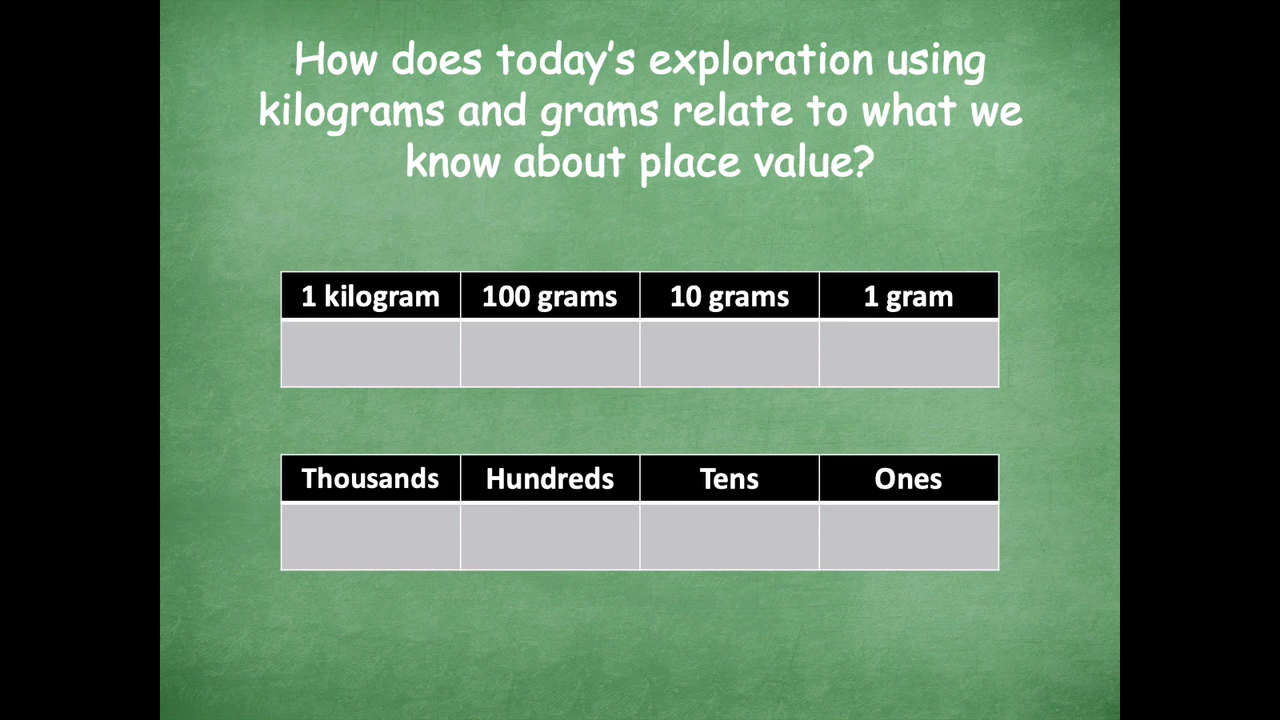 How does today’s exploration using
kilograms and grams relate to what we
know about place value?
1 kilogram 100 grams 10 grams 1 gram
Thousands Hundreds Tens Ones